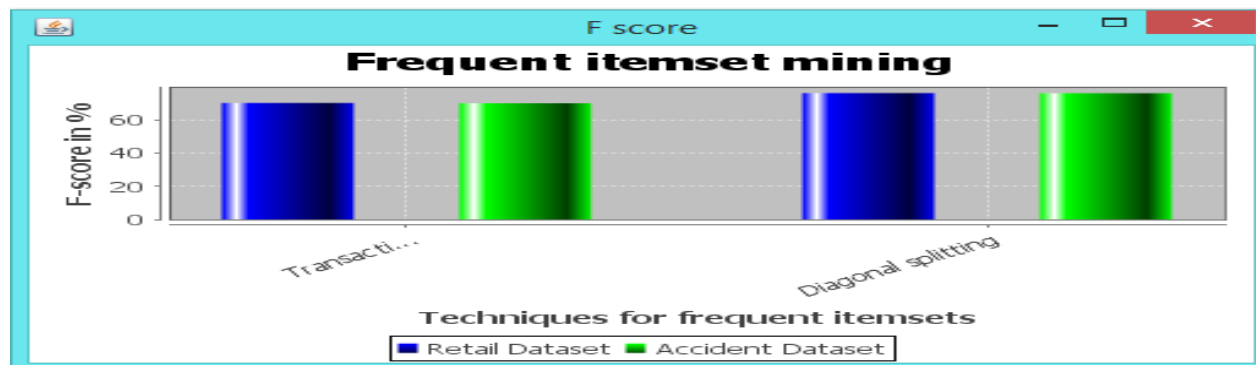 F score
Frequent itemset mining
F-score in %
60
40
20
0
Transacti...
Diagonal splitting
Techniques for frequent itemsets
Retail Dataset Accident Dataset